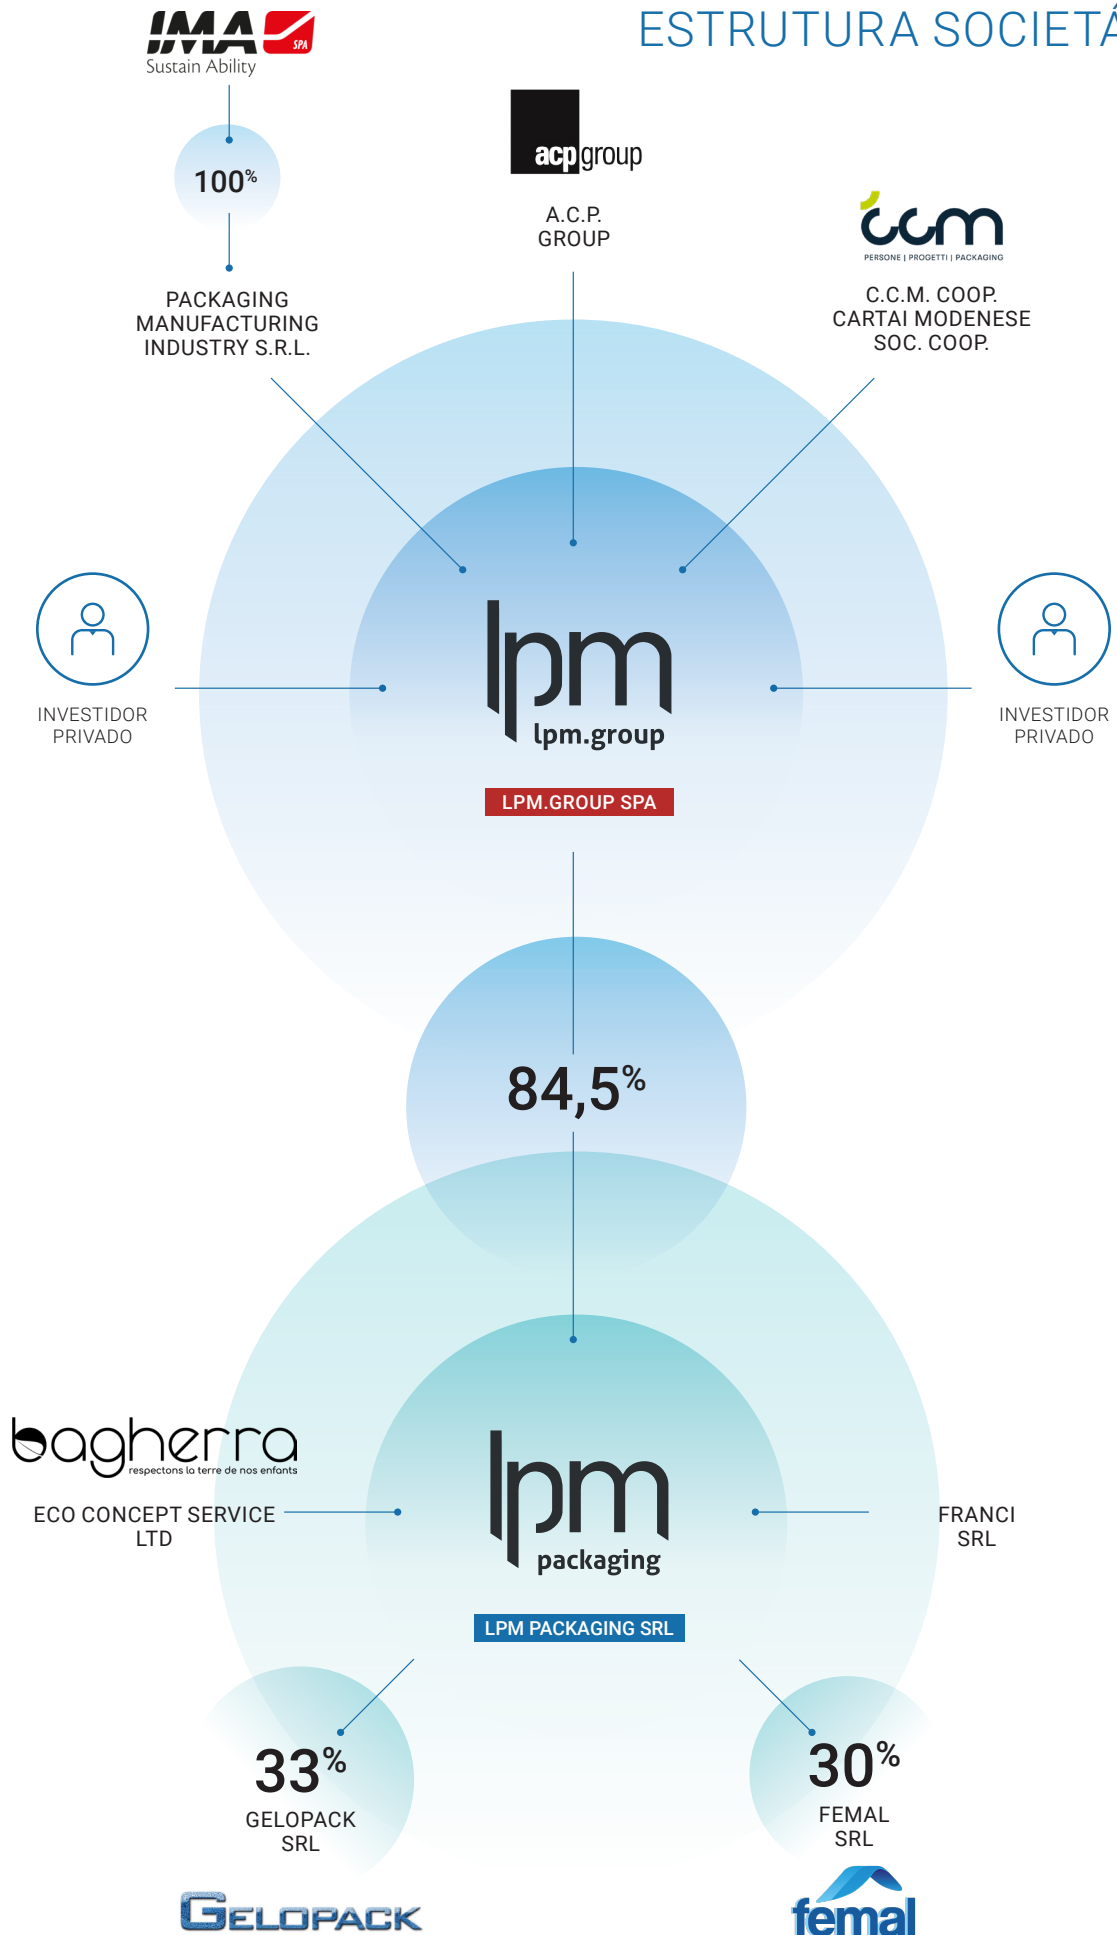 ESTRUTURA SOCIETÁ
IMA SPA
Sustain Ability
100%
PACKAGING
MANUFACTURING
INDUSTRY S.R.L.
acpgroup
A.C.P.
GROUP
ccm
PERSONE | PROGETTI | PACKAGING
C.C.M. COOP.
CARTAI MODENESE
SOC. COOP.
INVESTIDOR
PRIVADO
lpm
lpm.group
LPM.GROUP SPA
INVESTIDOR
PRIVADO
84,5%
bagherra
respectons la terre de nos enfants
ECO CONCEPT SERVICE
LTD
lpm
packaging
LPM PACKAGING SRL
FRANCI
SRL
33%
GELOPACK
SRL
GELOPACK
30%
FEMAL
SRL
femal